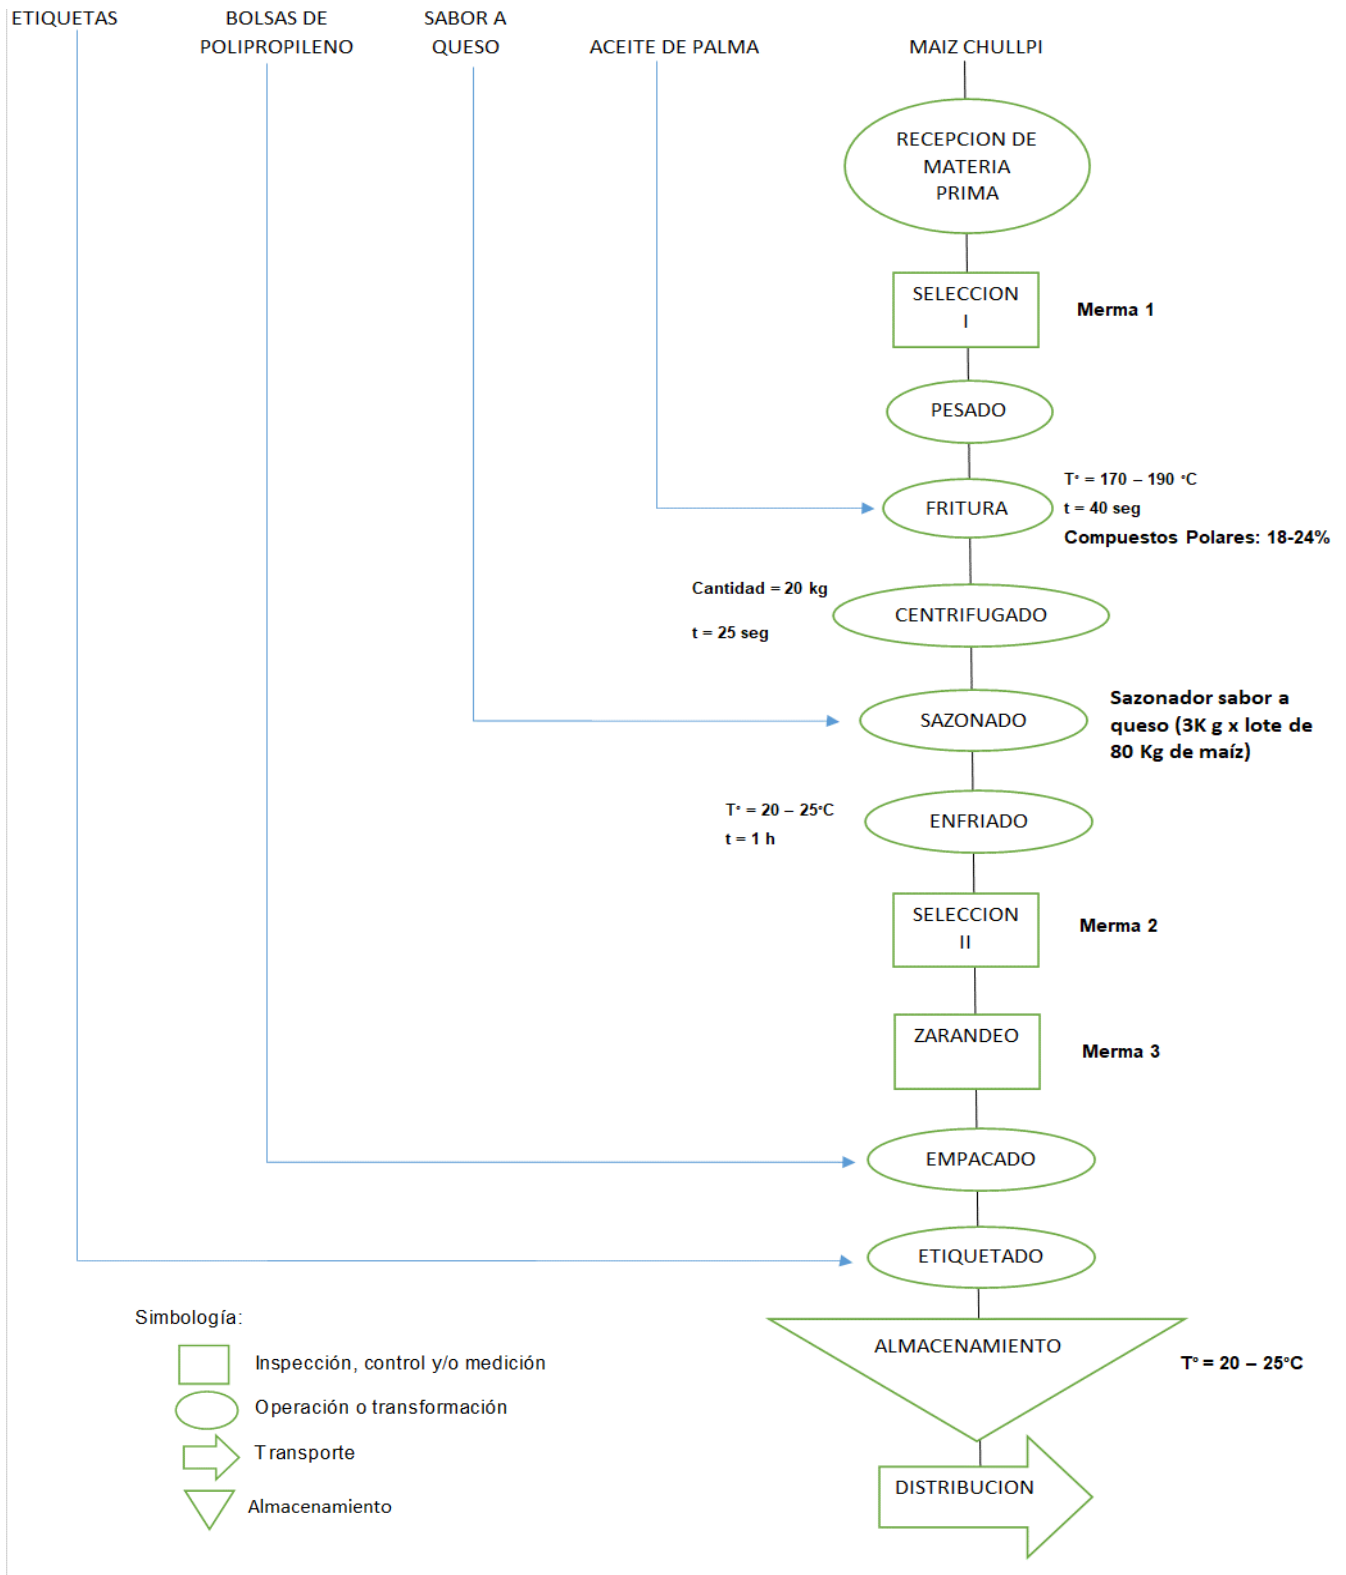 ETIQUETAS
BOLSAS DE
POLIPROPILENO
SABOR A
QUESO
ACEITE DE PALMA
MAIZ CHULLPI
RECEPCION DE
MATERIA
PRIMA
SELECCION
I
Merma 1
PESADO
FRITURA
T° = 170 – 190 °C
t = 40 seg
Compuestos Polares: 18-24%
Cantidad = 20 kg
t = 25 seg
CENTRIFUGADO
SAZONADO
Sazonador sabor a
queso (3K g x lote de
80 Kg de maíz)
T° = 20 – 25°C
t = 1 h
ENFRIADO
SELECCION
II
Merma 2
ZARANDEO
Merma 3
EMPACADO
ETIQUETADO
ALMACENAMIENTO
T° = 20 – 25°C
DISTRIBUCION
Simbología:
Inspección, control y/o medición
Operación o transformación
Transporte
Almacenamiento